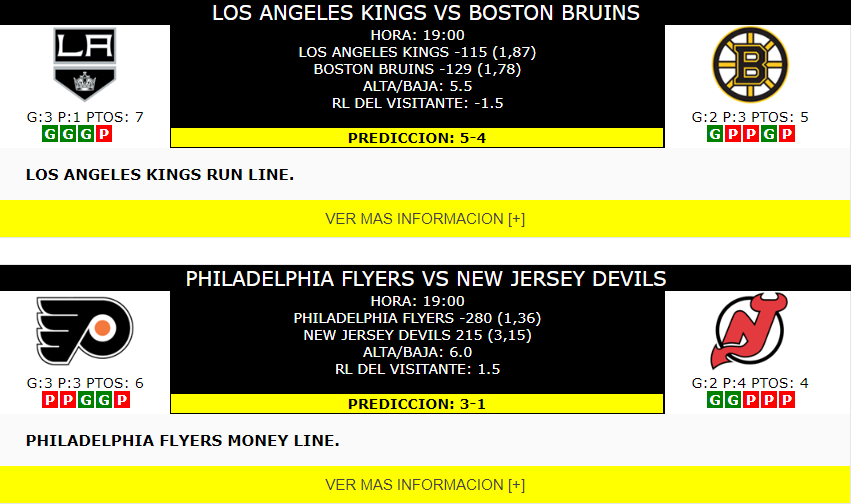 LOS ANGELES KINGS VS BOSTON BRUINS
LA
HORA: 19:00
LOS ANGELES KINGS -115 (1,87)
BOSTON BRUINS -129 (1,78)
ALTA/BAJA: 5.5
RL DEL VISITANTE: -1.5
B
G:3 P:1 PTOS: 7
G G G P
G:2 P:3 PTOS: 5
G P P G P
PREDICCION: 5-4
LOS ANGELES KINGS RUN LINE.
VER MAS INFORMACION [+]
PHILADELPHIA FLYERS VS NEW JERSEY DEVILS
HORA: 19:00
PHILADELPHIA FLYERS -280 (1,36)
NEW JERSEY DEVILS 215 (3,15)
ALTA/BAJA: 6.0
RL DEL VISITANTE: 1.5
G:3 P:3 PTOS: 6
P P G G P
G:2 P:4 PTOS: 4
G G P P P
PREDICCION: 3-1
PHILADELPHIA FLYERS MONEY LINE.
VER MAS INFORMACION [+]